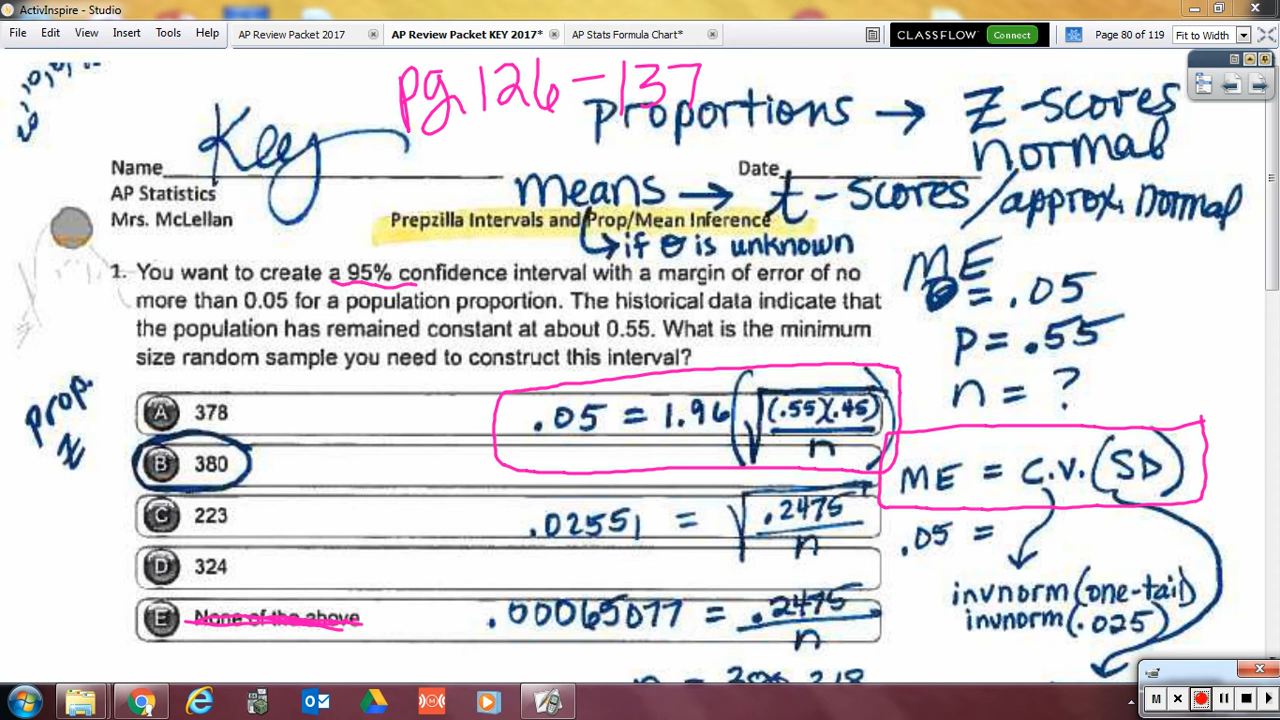 ActivInspire - Studio
File Edit View Insert Tools Help AP Review Packet 2017 AP Review Packet KEY 2017* AP Stats Formula Chart* CLASSFLOW Connect Page 80 of 119 Fit to Width
pg. 126-137
Key
proportions → z-scores
normal
Name Date
AP Statistics
means → t-scores/approx. normal
Mrs. McLellan
Prepzilla Intervals and Prop/Mean Inference
↳ if σ is unknown
1. You want to create a 95% confidence interval with a margin of error of no
more than 0.05 for a population proportion. The historical data indicate that
the population has remained constant at about 0.55. What is the minimum
size random sample you need to construct this interval?
ME
= .05
p = .55
n = ?
prop.
z
A 378
.05 = 1.96 (√(.55)(.45)/n)
B 380
ME = C.V. (SD)
C 223
.02551 = √.2475/n
.05 =
D 324
invnorm(one-tail)
invnorm(.025)
E None of the above
.00065077 = .2475/n
M